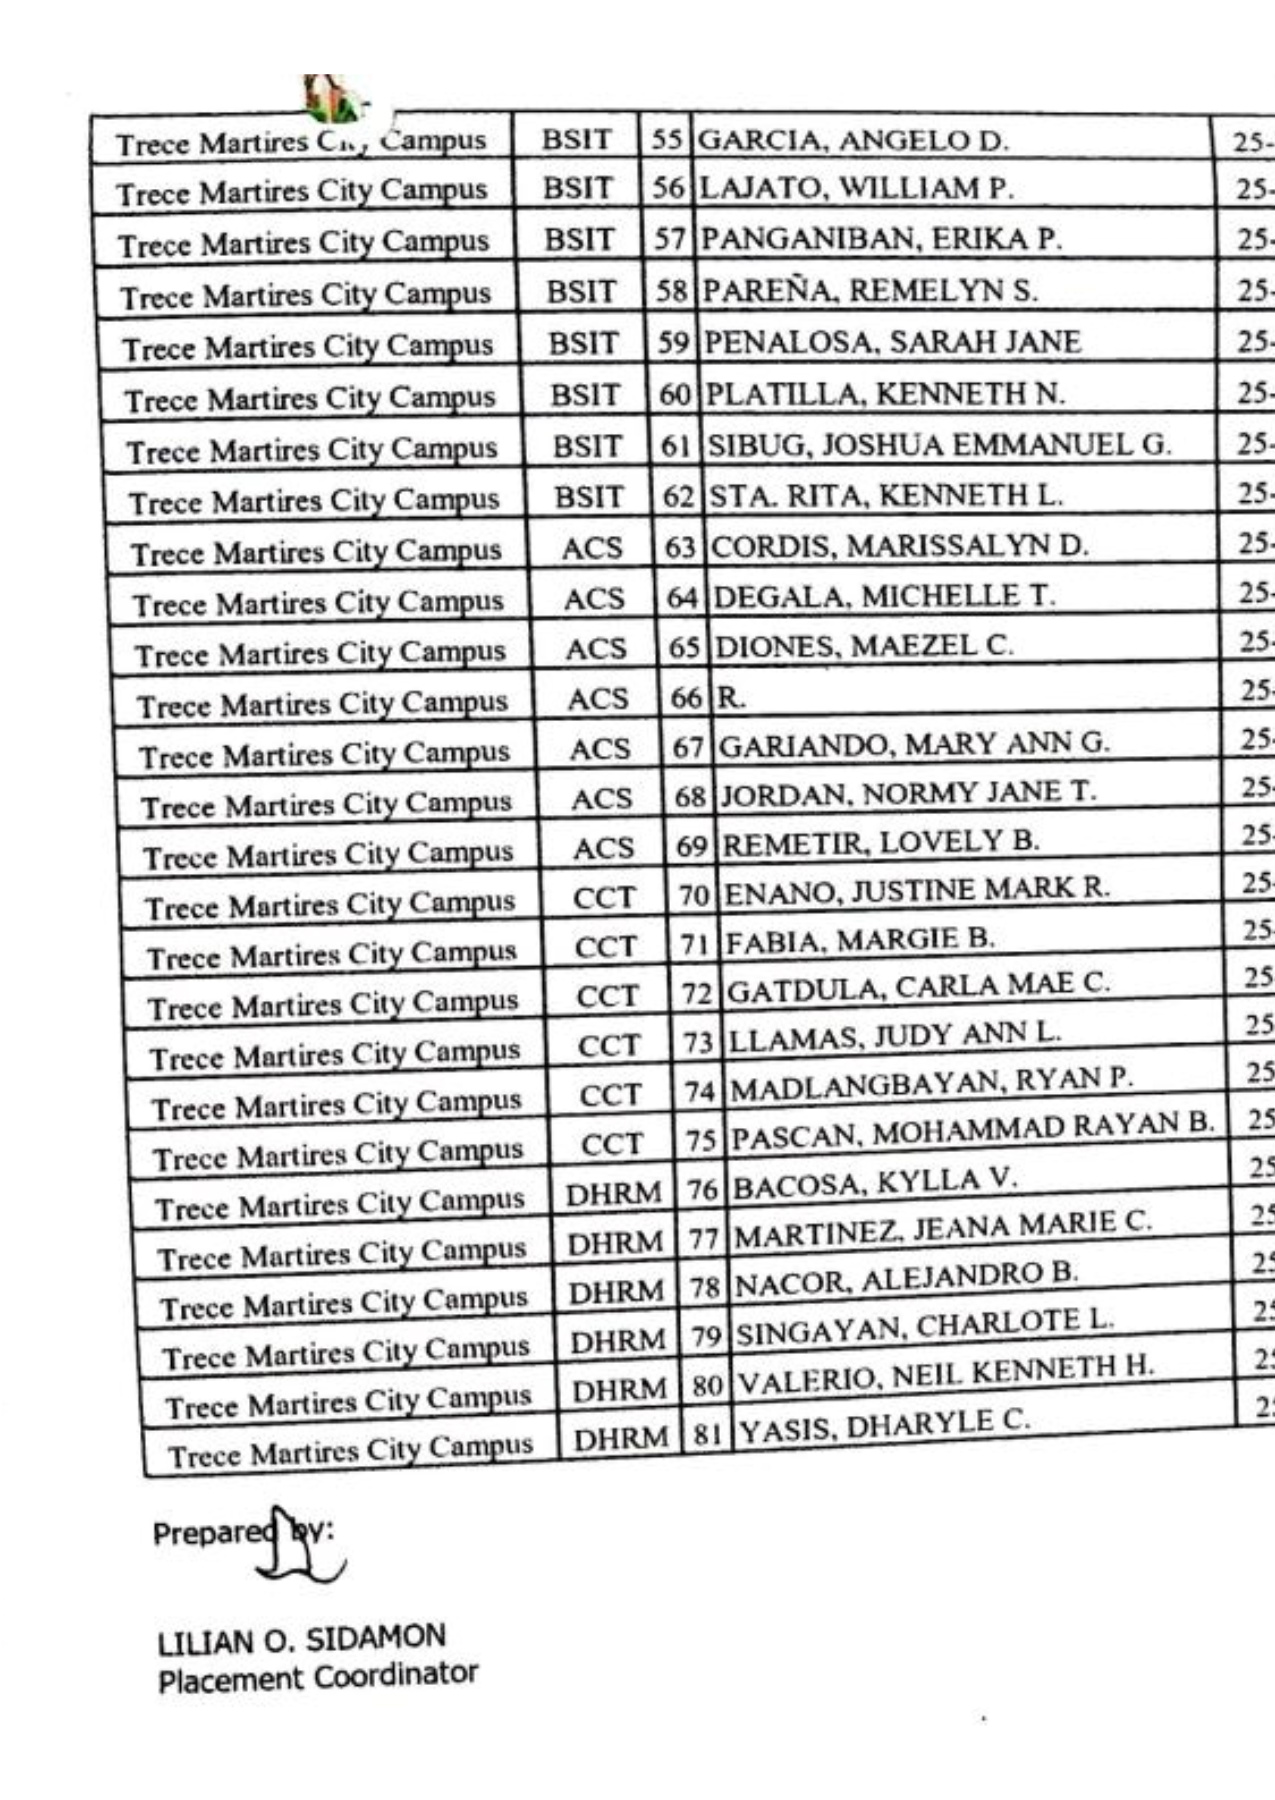 Trece Martires City Campus BSIT 55 GARCIA, ANGELO D. 25-
Trece Martires City Campus BSIT 56 LAJATO, WILLIAM P. 25-
Trece Martires City Campus BSIT 57 PANGANIBAN, ERIKA P. 25-
Trece Martires City Campus BSIT 58 PAREÑA, REMELYN S. 25-
Trece Martires City Campus BSIT 59 PENALOSA, SARAH JANE 25-
Trece Martires City Campus BSIT 60 PLATILLA, KENNETH N. 25-
Trece Martires City Campus BSIT 61 SIBUG, JOSHUA EMMANUEL G. 25-
Trece Martires City Campus BSIT 62 STA. RITA, KENNETH L. 25-
Trece Martires City Campus ACS 63 CORDIS, MARISSALYN D. 25-
Trece Martires City Campus ACS 64 DEGALA, MICHELLE T. 25-
Trece Martires City Campus ACS 65 DIONES, MAEZEL C. 25-
Trece Martires City Campus ACS 66 R. 25-
Trece Martires City Campus ACS 67 GARIANDO, MARY ANN G. 25-
Trece Martires City Campus ACS 68 JORDAN, NORMY JANE T. 25-
Trece Martires City Campus ACS 69 REMETIR, LOVELY B. 25-
Trece Martires City Campus CCT 70 ENANO, JUSTINE MARK R. 25-
Trece Martires City Campus CCT 71 FABIA, MARGIE B. 25-
Trece Martires City Campus CCT 72 GATDULA, CARLA MAE C. 25
Trece Martires City Campus CCT 73 LLAMAS, JUDY ANN L. 25
Trece Martires City Campus CCT 74 MADLANGBAYAN, RYAN P. 25
Trece Martires City Campus CCT 75 PASCAN, MOHAMMAD RAYAN B. 25
Trece Martires City Campus DHRM 76 BACOSA, KYLLA V. 25
Trece Martires City Campus DHRM 77 MARTINEZ, JEANA MARIE C. 25
Trece Martires City Campus DHRM 78 NACOR, ALEJANDRO B. 25
Trece Martires City Campus DHRM 79 SINGAYAN, CHARLOTE L. 25
Trece Martires City Campus DHRM 80 VALERIO, NEIL KENNETH H. 25
Trece Martires City Campus DHRM 81 YASIS, DHARYLE C. 2
Prepared by:
LILIAN O. SIDAMON
Placement Coordinator